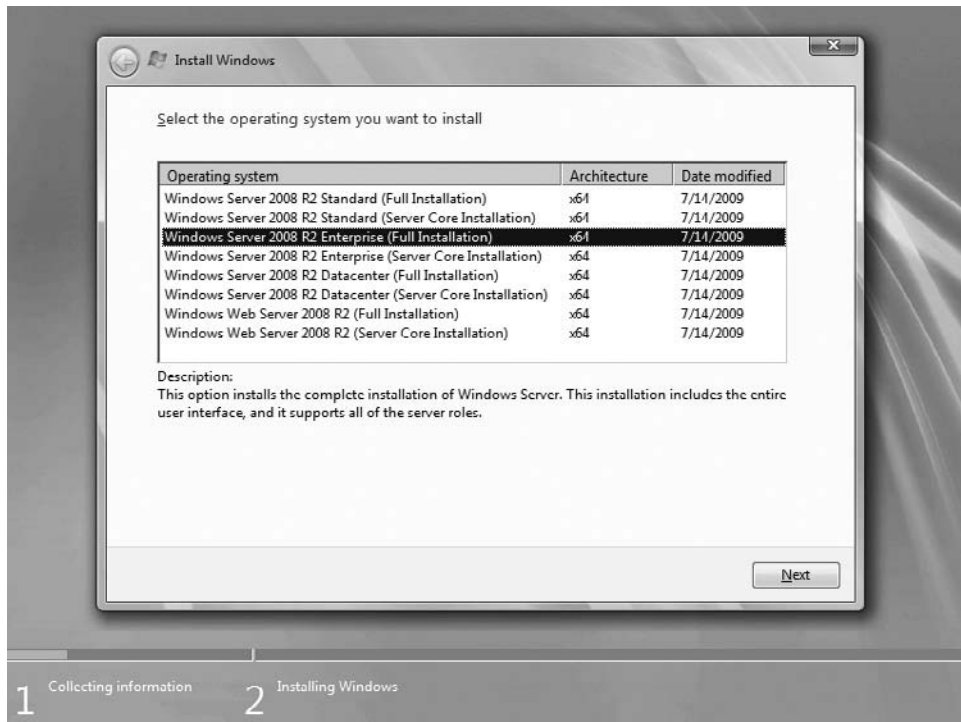 Install Windows
Select the operating system you want to install
Operating system Architecture Date modified
Windows Server 2008 R2 Standard (Full Installation) x64 7/14/2009
Windows Server 2008 R2 Standard (Server Core Installation) x64 7/14/2009
Windows Server 2008 R2 Enterprise (Full Installation) x64 7/14/2009
Windows Server 2008 R2 Enterprise (Server Core Installation) x64 7/14/2009
Windows Server 2008 R2 Datacenter (Full Installation) x64 7/14/2009
Windows Server 2008 R2 Datacenter (Server Core Installation) x64 7/14/2009
Windows Web Server 2008 R2 (Full Installation) x64 7/14/2009
Windows Web Server 2008 R2 (Server Core Installation) x64 7/14/2009
Description:
This option installs the complete installation of Windows Server. This installation includes the entire
user interface, and it supports all of the server roles.
Next
1 Collecting information 2 Installing Windows